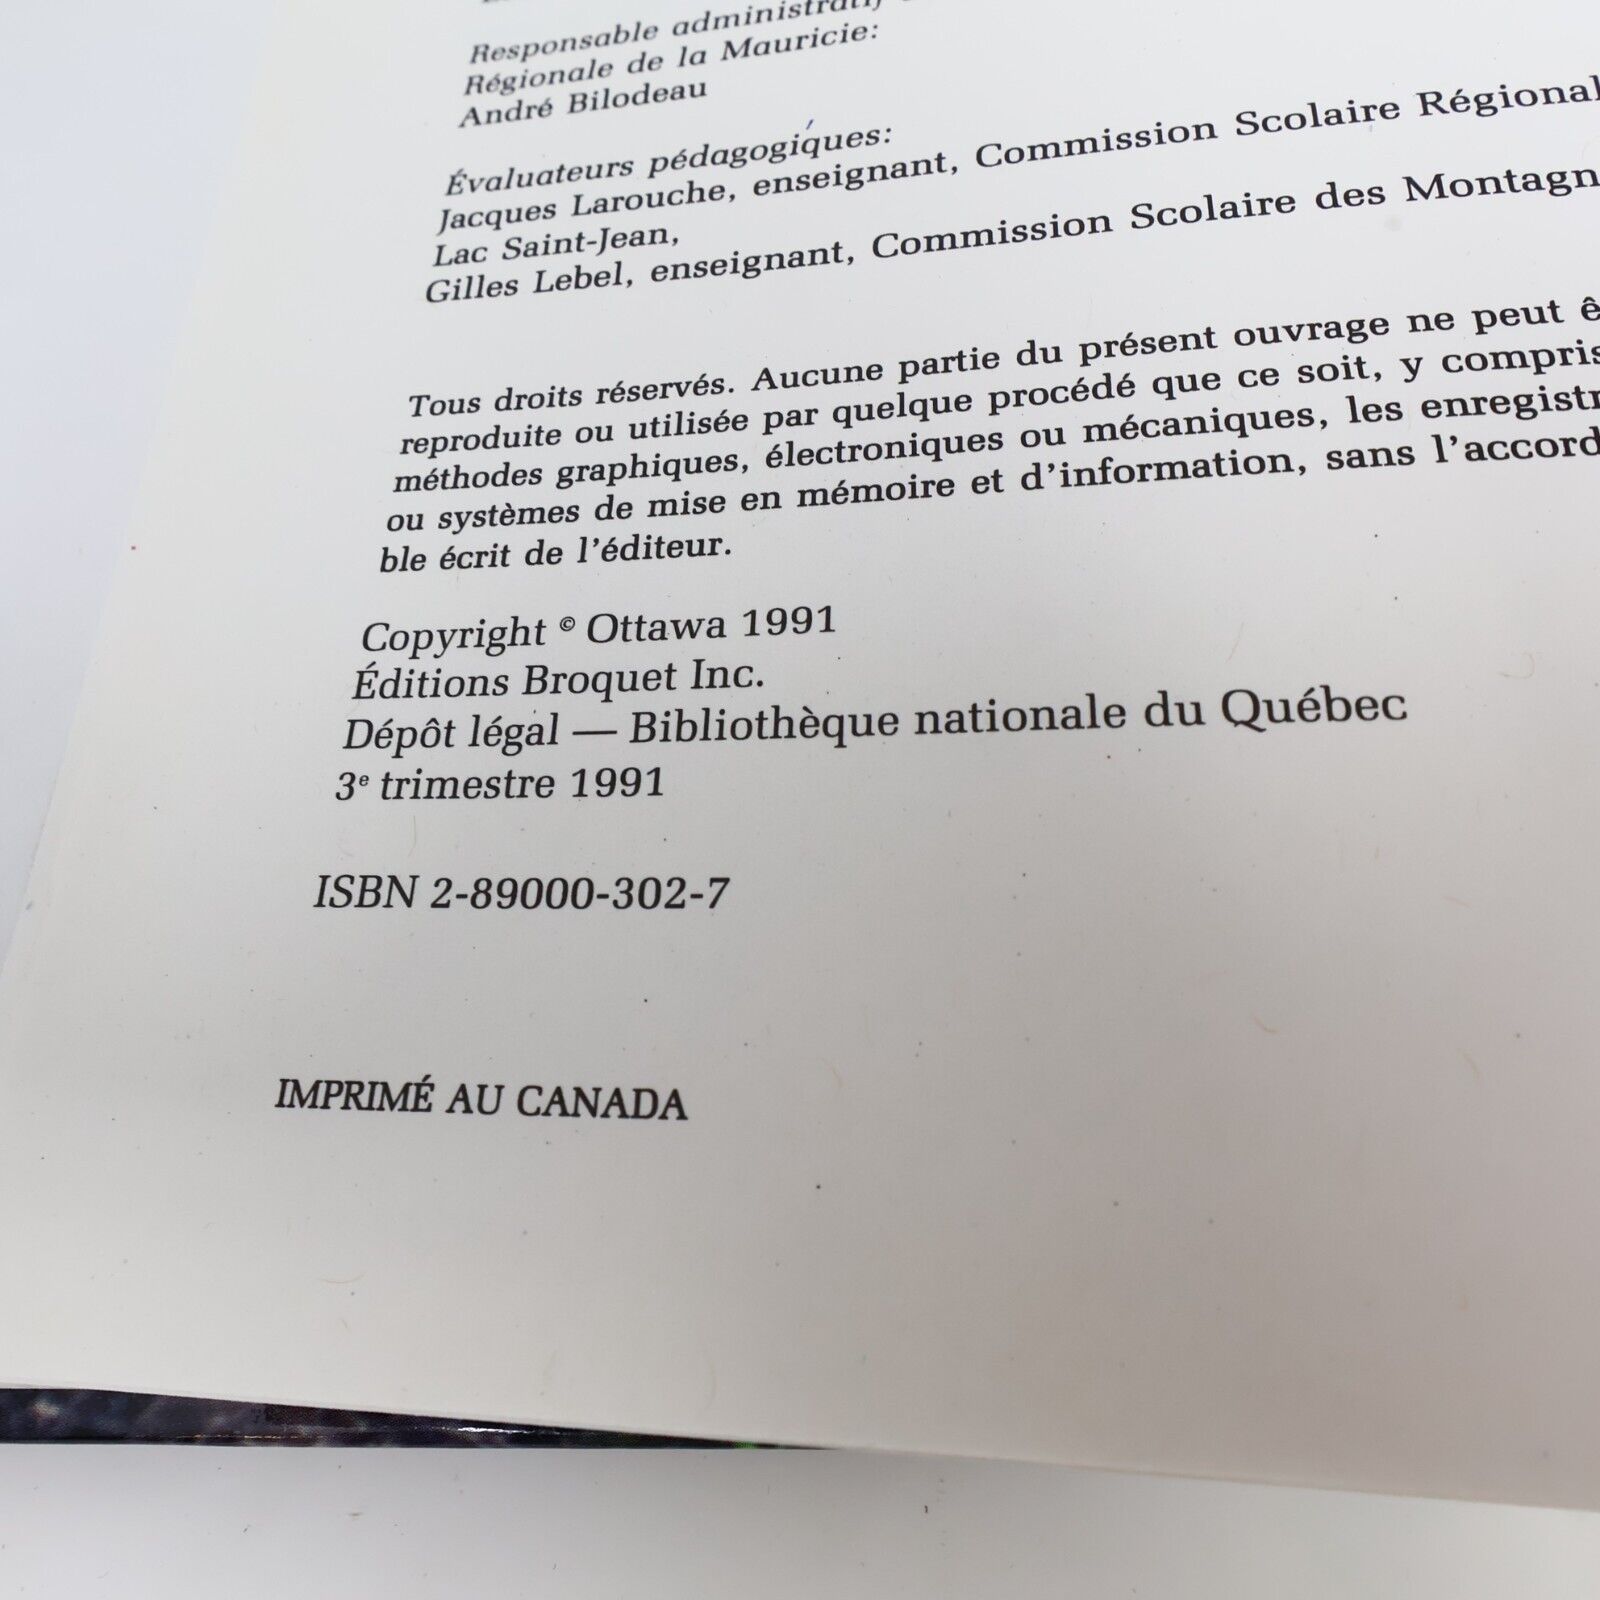 Responsable administratif
Régionale de la Mauricie:
André Bilodeau
Évaluateurs pédagogiques:
Jacques Larouche, enseignant, Commission Scolaire Régional
Lac Saint-Jean,
Gilles Lebel, enseignant, Commission Scolaire des Montagn
Tous droits réservés. Aucune partie du présent ouvrage ne peut ê
reproduite ou utilisée par quelque procédé que ce soit, y compris
méthodes graphiques, électroniques ou mécaniques, les enregistr
ou systèmes de mise en mémoire et d'information, sans l'accord
ble écrit de l'éditeur.
Copyright © Ottawa 1991
Éditions Broquet Inc.
Dépôt légal — Bibliothèque nationale du Québec
3e trimestre 1991
ISBN 2-89000-302-7
IMPRIMÉ AU CANADA